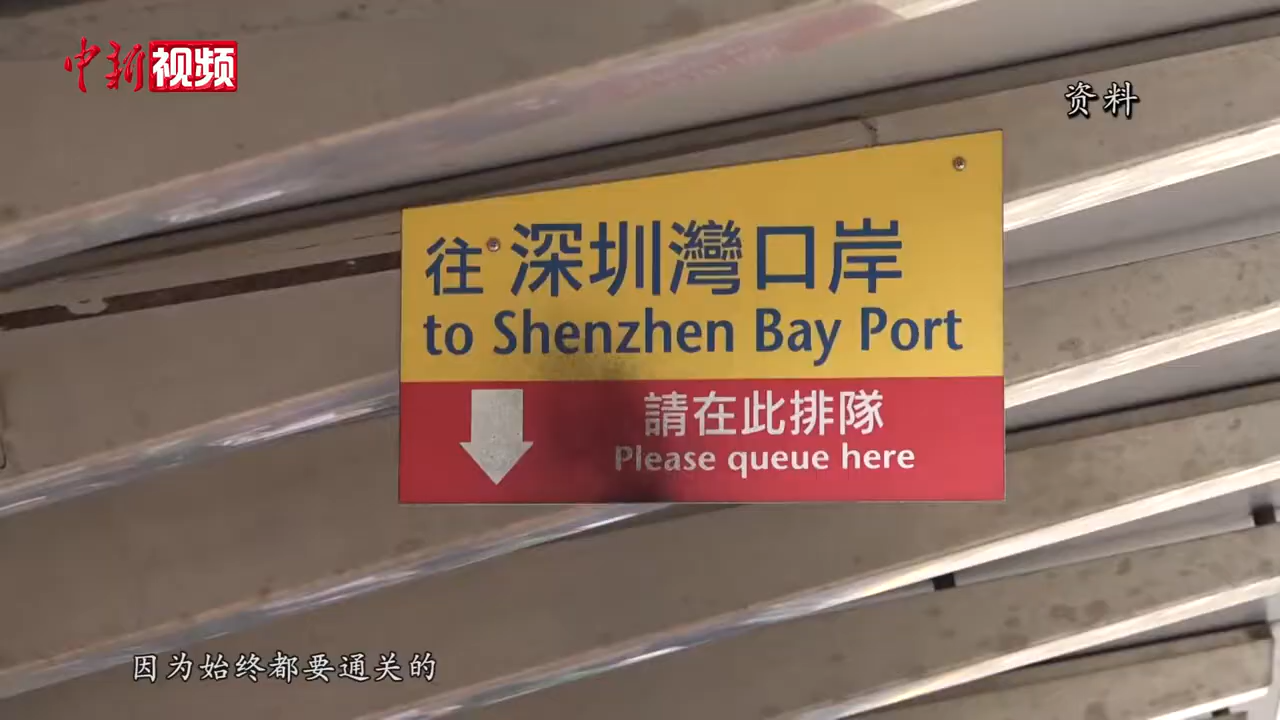 中新视频
资料
往 深圳灣口岸
to Shenzhen Bay Port
請在此排隊
Please queue here
因为始终都要通关的